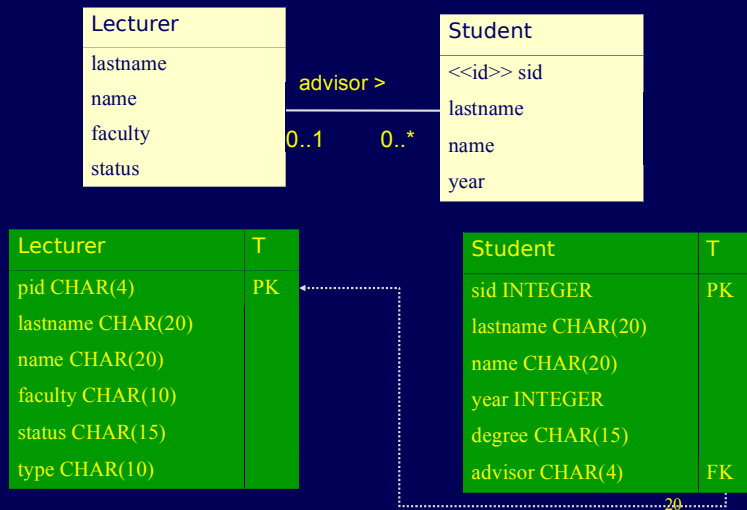 Lecturer
lastname
name
faculty
status
advisor >
0..1 0..*
Student
<<id>> sid
lastname
name
year
Lecturer T
pid CHAR(4) PK
lastname CHAR(20)
name CHAR(20)
faculty CHAR(10)
status CHAR(15)
type CHAR(10)
Student T
sid INTEGER PK
lastname CHAR(20)
name CHAR(20)
year INTEGER
degree CHAR(15)
advisor CHAR(4) FK
20